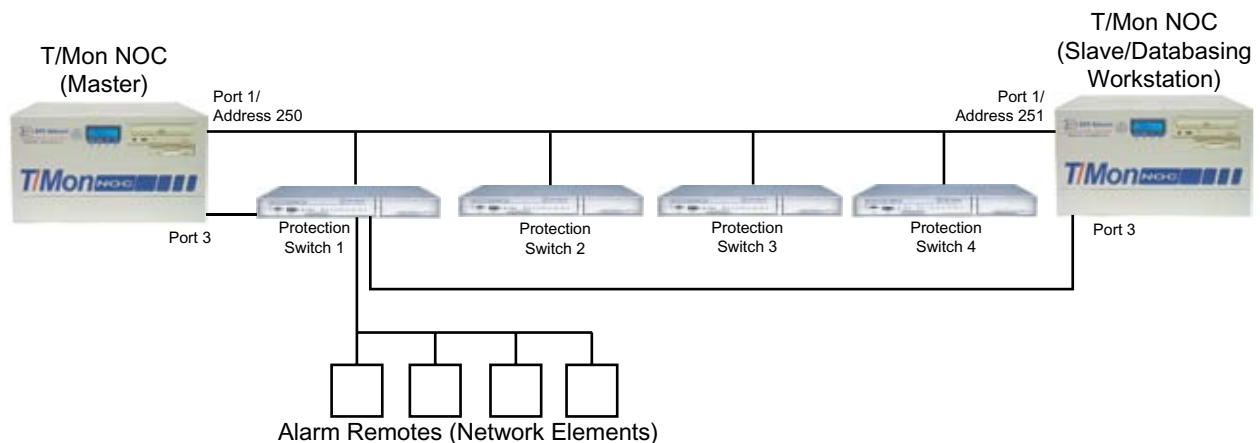 T/Mon NOC
(Master)
T/Mon NOC
(Slave/Databasing
Workstation)
Port 1/
Address 250
Port 1/
Address 251
T/Mon NOC
T/Mon NOC
Port 3
Protection
Switch 1
Protection
Switch 2
Protection
Switch 3
Protection
Switch 4
Port 3
Alarm Remotes (Network Elements)